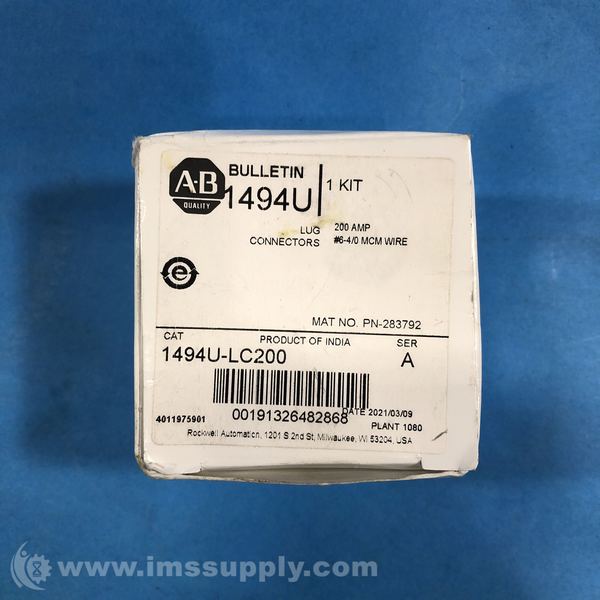 A-B
QUALITY
BULLETIN
1494U
1 KIT
LUG CONNECTORS
200 AMP
#6-4/0 MCM WIRE
MAT NO. PN-283792
CAT
PRODUCT OF INDIA
SER
1494U-LC200
A
00191326482868
DATE 2021/03/09
4011975901
PLANT 1080
Rockwell Automation, 1201 S 2nd St, Milwaukee, WI 53204, USA
www.imssupply.com